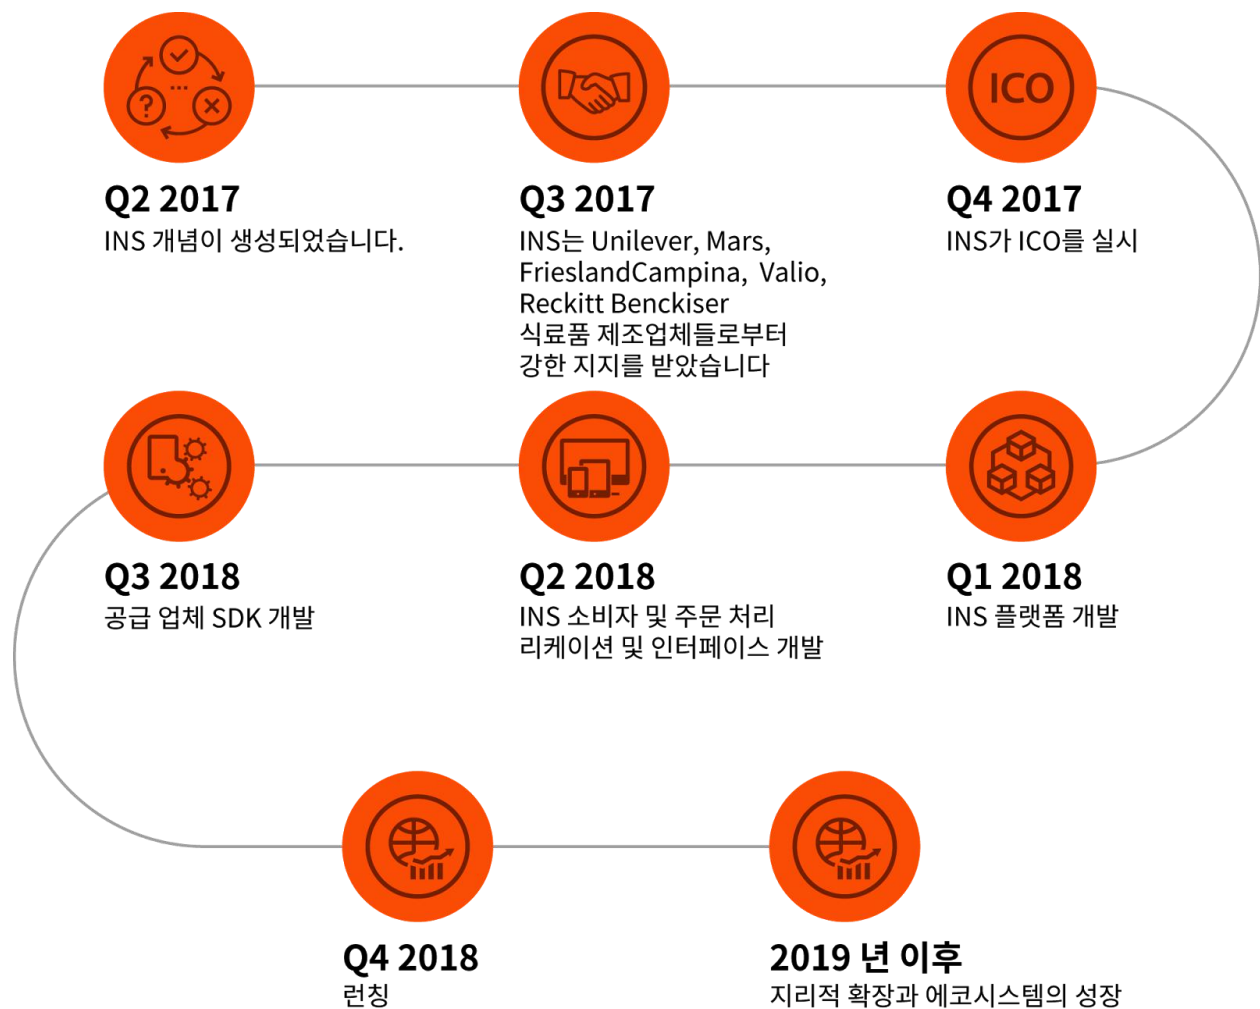 ICO
Q2 2017
INS 개념이 생성되었습니다.
Q3 2017
INS는 Unilever, Mars,
FrieslandCampina, Valio,
Reckitt Benckiser
식료품 제조업체들로부터
강한 지지를 받았습니다
Q4 2017
INS가 ICO를 실시
Q1 2018
INS 플랫폼 개발
Q2 2018
INS 소비자 및 주문 처리
리케이션 및 인터페이스 개발
Q3 2018
공급 업체 SDK 개발
Q4 2018
런칭
2019 년 이후
지리적 확장과 에코시스템의 성장